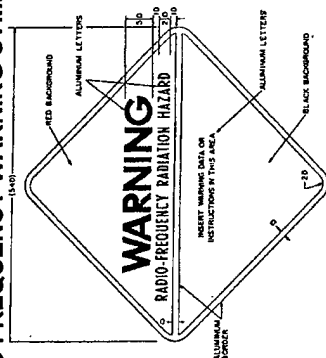 (540)
RED BACKGROUND
ALUMINUM LETTERS
WARNING
RADIO-FREQUENCY RADIATION HAZARD
INSERT WARNING DATA OR
INSTRUCTIONS IN THIS AREA
ALUMINUM LETTERS
BLACK BACKGROUND
ALUMINUM
BORDER